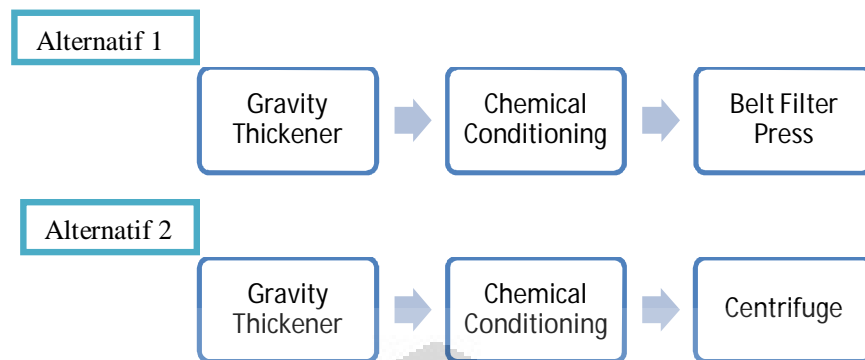 Alternatif 1
Gravity
Thickener
Chemical
Conditioning
Belt Filter
Press
Alternatif 2
Gravity
Thickener
Chemical
Conditioning
Centrifuge